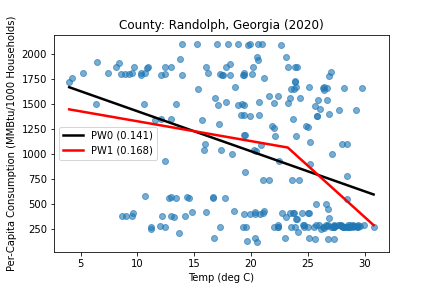 County: Randolph, Georgia (2020)
Per-Capita Consumption (MMBtu/1000 Households)
2000
1750
1500
1250
1000
750
500
250
PW0 (0.141)
PW1 (0.168)
5
10
15
20
25
30
Temp (deg C)